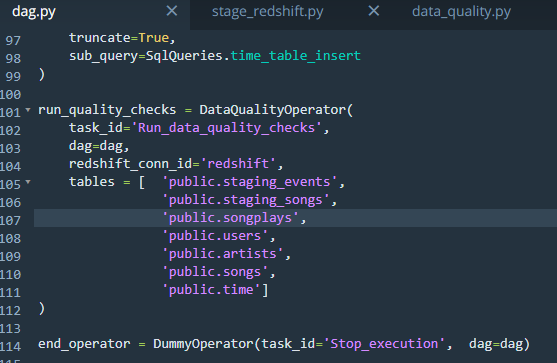 dag.py × stage_redshift.py × data_quality.py
97 truncate=True,
98 sub_query=SqlQueries.time_table_insert
99 )
100
101 run_quality_checks = DataQualityOperator(
102 task_id='Run_data_quality_checks',
103 dag=dag,
104 redshift_conn_id='redshift',
105 tables = [ 'public.staging_events',
106 'public.staging_songs',
107 'public.songplays',
108 'public.users',
109 'public.artists',
110 'public.songs',
111 'public.time']
112 )
113
114 end_operator = DummyOperator(task_id='Stop_execution', dag=dag)